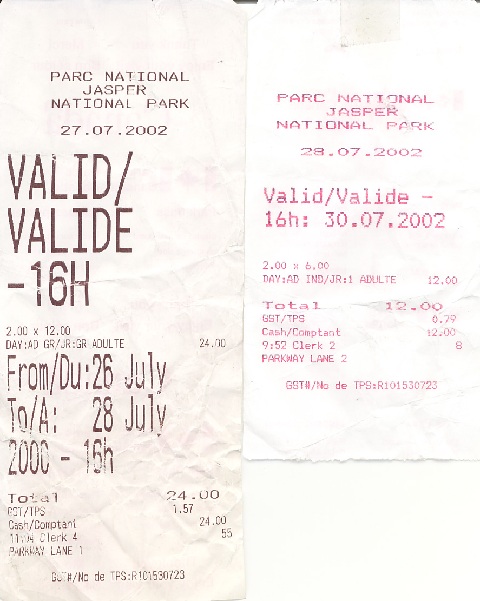 PARC NATIONAL
JASPER
NATIONAL PARK
27.07.2002
VALID/
VALIDE
-16H
2.00 x 12.00
DAY:AD GR/JR:GR ADULTE 24.00
From/Du:26 July
To/A: 28 July
2000 - 16h
Total 24.00
GST/TPS 1.57
Cash/Comptant 24.00
11:04 Clerk 4 55
PARKWAY LANE 1
GST#/No de TPS:R101530723
PARC NATIONAL
JASPER
NATIONAL PARK
28.07.2002
Valid/Valide -
16h: 30.07.2002
2.00 x 6.00
DAY:AD IND/JR:1 ADULTE 12.00
Total 12.00
GST/TPS 0.79
Cash/Comptant 12.00
9:52 Clerk 2 8
PARKWAY LANE 2
GST#/No de TPS:R101530723